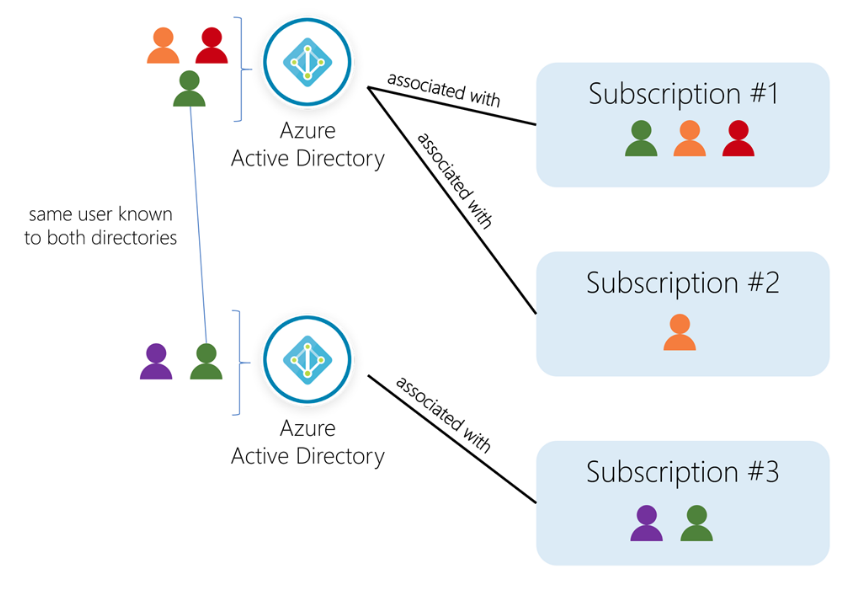 associated with
Subscription #1
Azure
Active Directory
associated with
same user known
to both directories
Subscription #2
associated with
Azure
Active Directory
Subscription #3